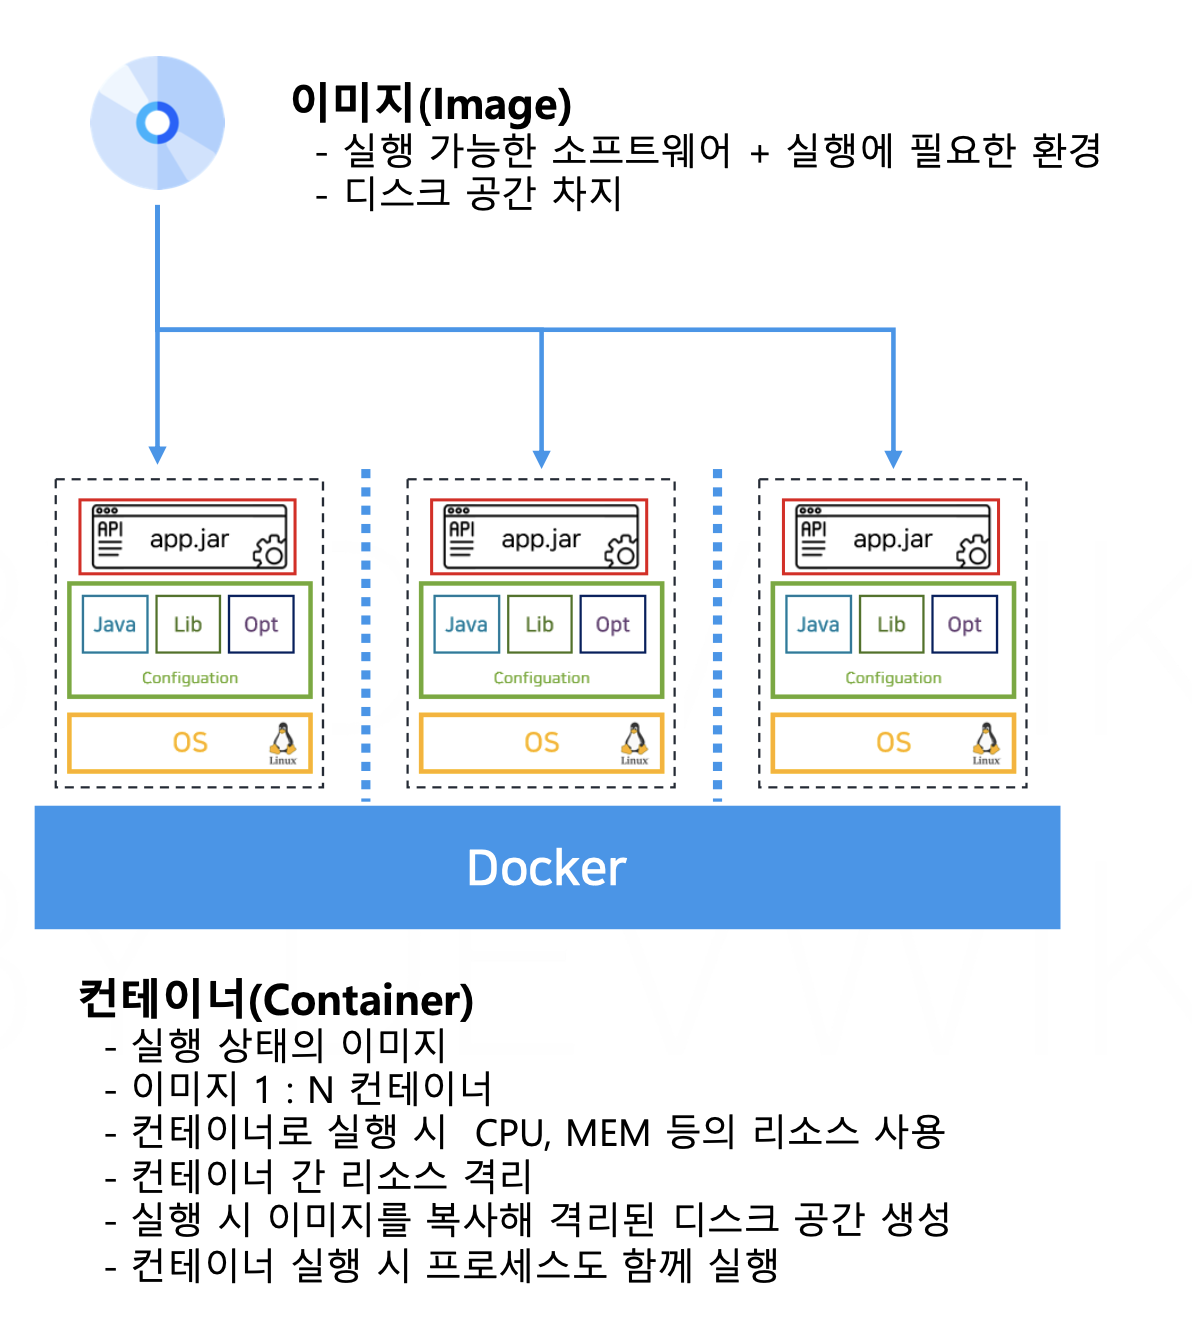 이미지(Image)
- 실행 가능한 소프트웨어 + 실행에 필요한 환경
- 디스크 공간 차지
API app.jar
API app.jar
API app.jar
Java Lib Opt
Java Lib Opt
Java Lib Opt
Configuation
Configuation
Configuation
OS Linux
OS Linux
OS Linux
Docker
컨테이너(Container)
- 실행 상태의 이미지
- 이미지 1 : N 컨테이너
- 컨테이너로 실행 시 CPU, MEM 등의 리소스 사용
- 컨테이너 간 리소스 격리
- 실행 시 이미지를 복사해 격리된 디스크 공간 생성
- 컨테이너 실행 시 프로세스도 함께 실행